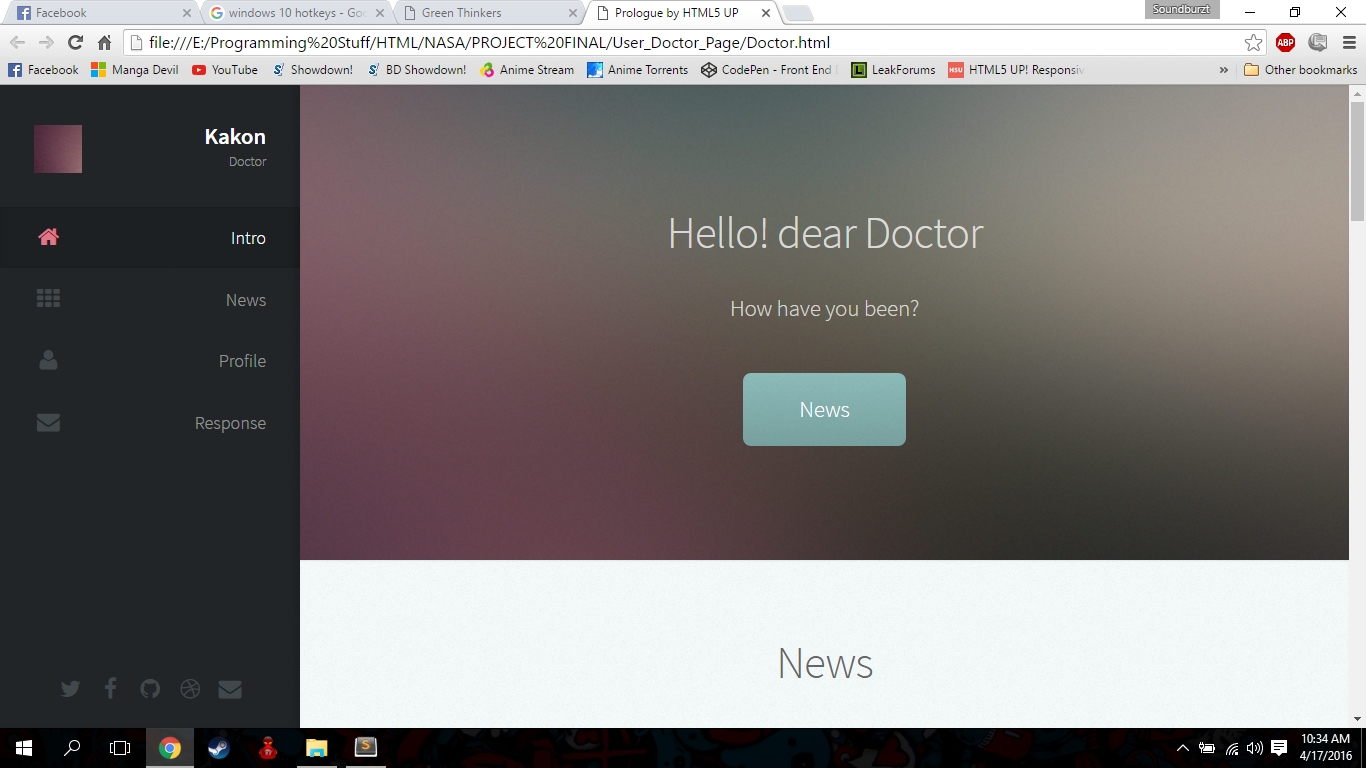 Facebook
windows 10 hotkeys - Goo
Green Thinkers
Prologue by HTML5 UP
Soundburzt
file:///E:/Programming%20Stuff/HTML/NASA/PROJECT%20FINAL/User_Doctor_Page/Doctor.html
ABP
Facebook
Manga Devil
YouTube
Showdown!
BD Showdown!
Anime Stream
Anime Torrents
CodePen - Front End
L
LeakForums
H5U
HTML5 UP! Responsiv
»
Other bookmarks
Kakon
Doctor
Intro
News
Profile
Response
Hello! dear Doctor
How have you been?
News
News
10:34 AM
4/17/2016